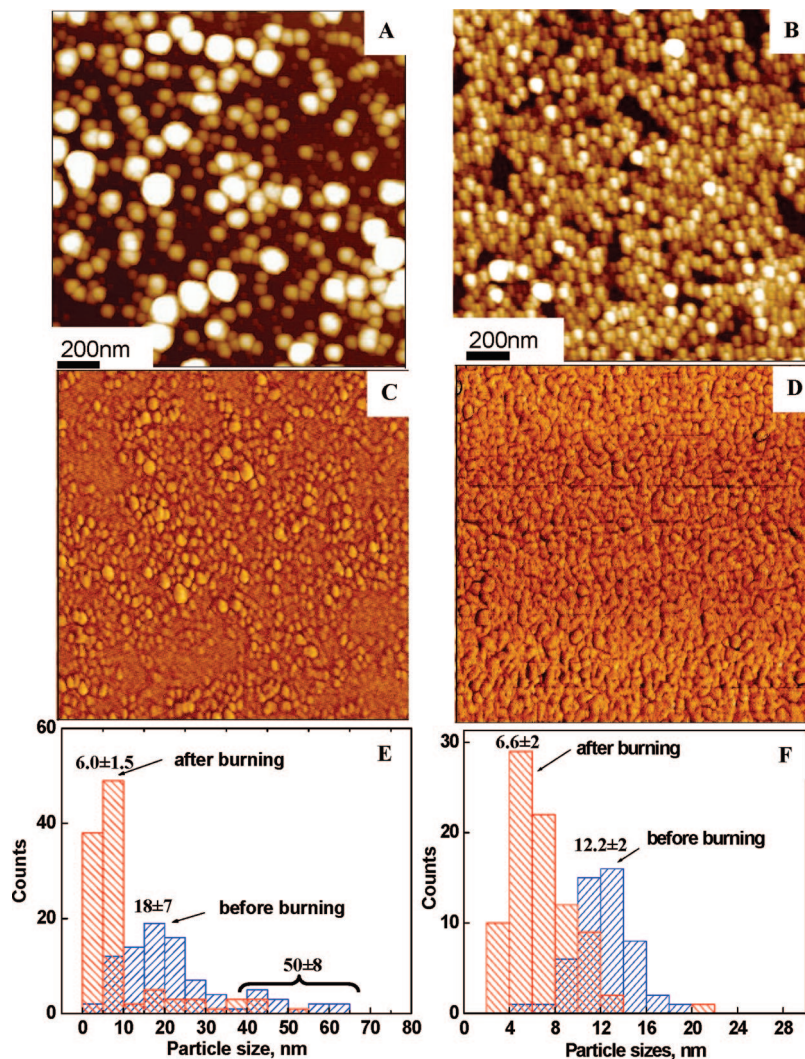 A
B
200nm
200nm
C
D
60
40
20
0
Counts
6.0±1.5
after burning
E
18±7
before burning
50±8
0 10 20 30 40 50 60 70 80
Particle size, nm
30
20
10
0
Counts
6.6±2
after burning
F
12.2±2
before burning
0 4 8 12 16 20 24 28
Particle sizes, nm